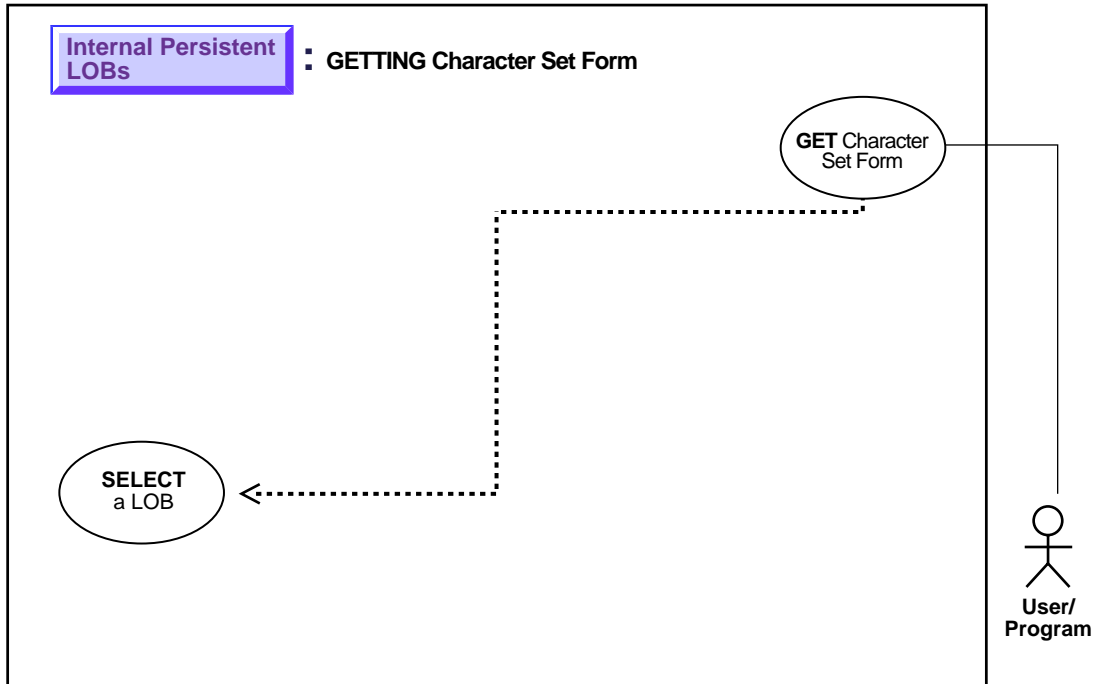 Internal Persistent
LOBs
: GETTING Character Set Form
GET Character
Set Form
SELECT
a LOB
User/
Program